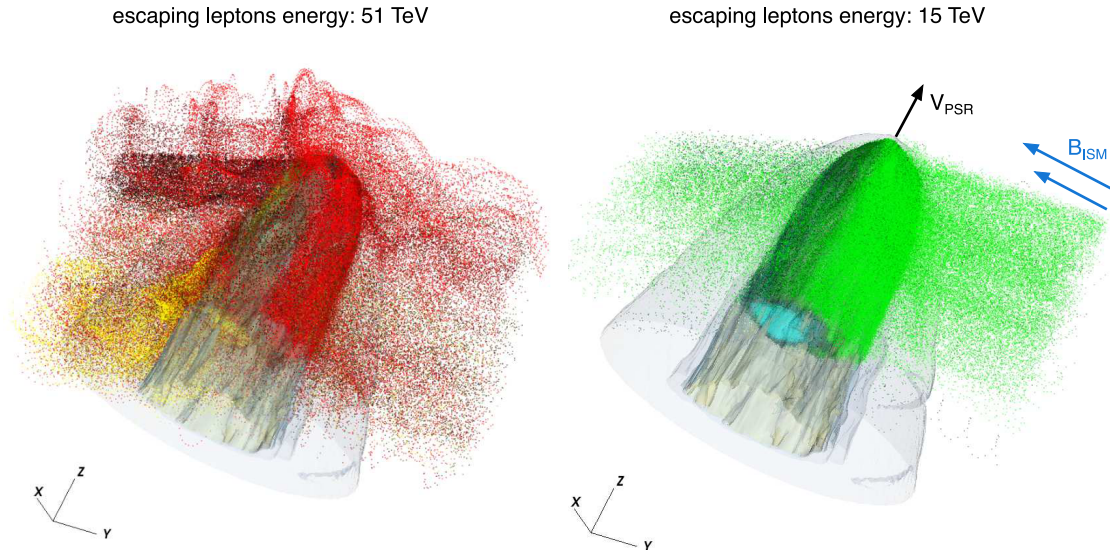 escaping leptons energy: 51 TeV
escaping leptons energy: 15 TeV
V_PSR
B_ISM
X
Z
Y
X
Z
Y